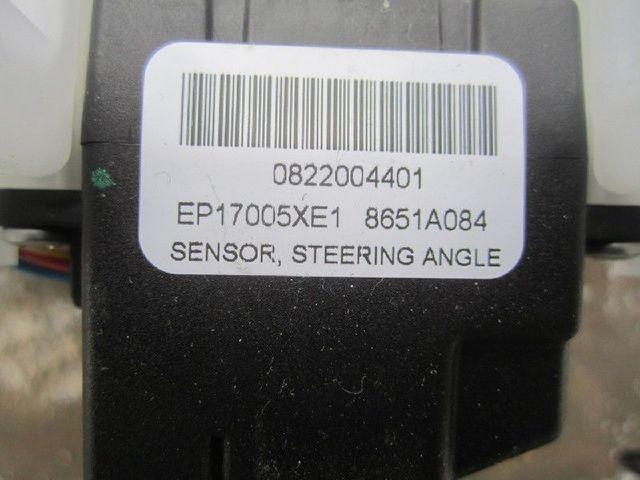 0822004401
EP17005XE1 8651A084
SENSOR, STEERING ANGLE